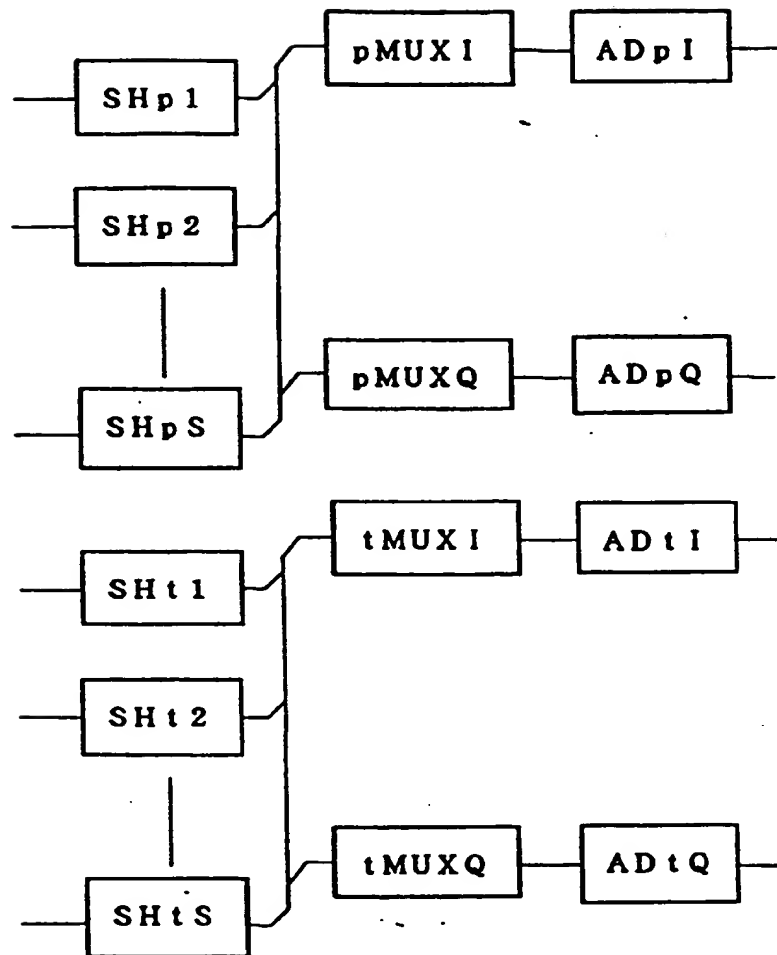 pMUXI
ADpI
SHp1
SHp2
pMUXQ
ADpQ
SHpS
tMUXI
ADtI
SHt1
SHt2
tMUXQ
ADtQ
SHtS